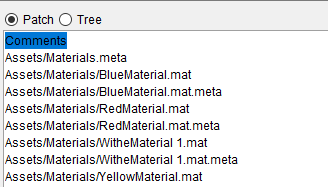 Patch Tree
Comments
Assets/Materials.meta
Assets/Materials/BlueMaterial.mat
Assets/Materials/BlueMaterial.mat.meta
Assets/Materials/RedMaterial.mat
Assets/Materials/RedMaterial.mat.meta
Assets/Materials/WitheMaterial 1.mat
Assets/Materials/WitheMaterial 1.mat.meta
Assets/Materials/YellowMaterial.mat